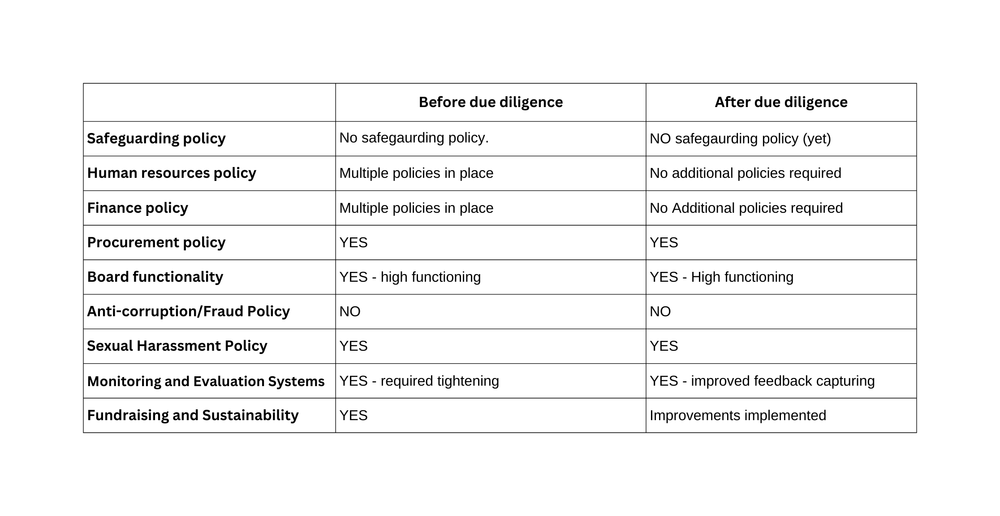 Before due diligence After due diligence
Safeguarding policy No safegaurding policy. NO safegaurding policy (yet)
Human resources policy Multiple policies in place No additional policies required
Finance policy Multiple policies in place No Additional policies required
Procurement policy YES YES
Board functionality YES - high functioning YES - High functioning
Anti-corruption/Fraud Policy NO NO
Sexual Harassment Policy YES YES
Monitoring and Evaluation Systems YES - required tightening YES - improved feedback capturing
Fundraising and Sustainability YES Improvements implemented